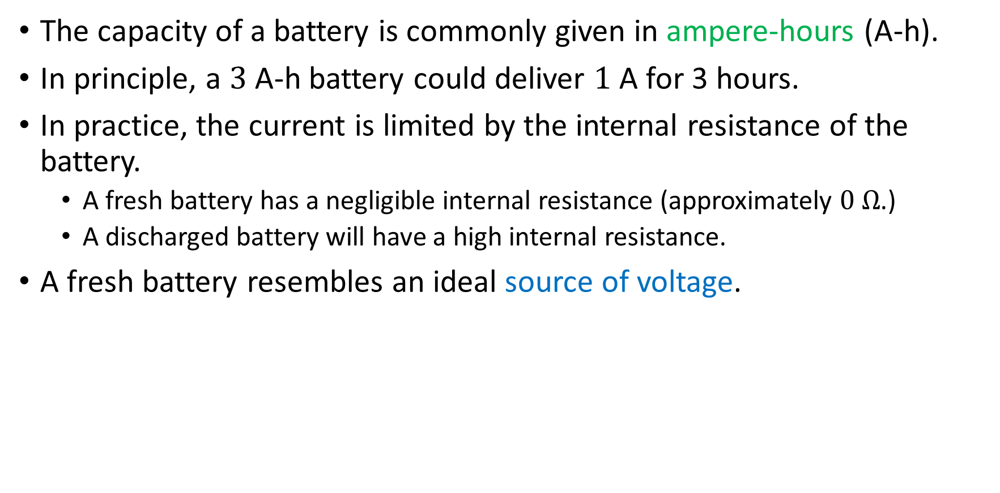 • The capacity of a battery is commonly given in ampere-hours (A-h).
• In principle, a 3 A-h battery could deliver 1 A for 3 hours.
• In practice, the current is limited by the internal resistance of the
battery.
• A fresh battery has a negligible internal resistance (approximately 0 Ω.)
• A discharged battery will have a high internal resistance.
• A fresh battery resembles an ideal source of voltage.